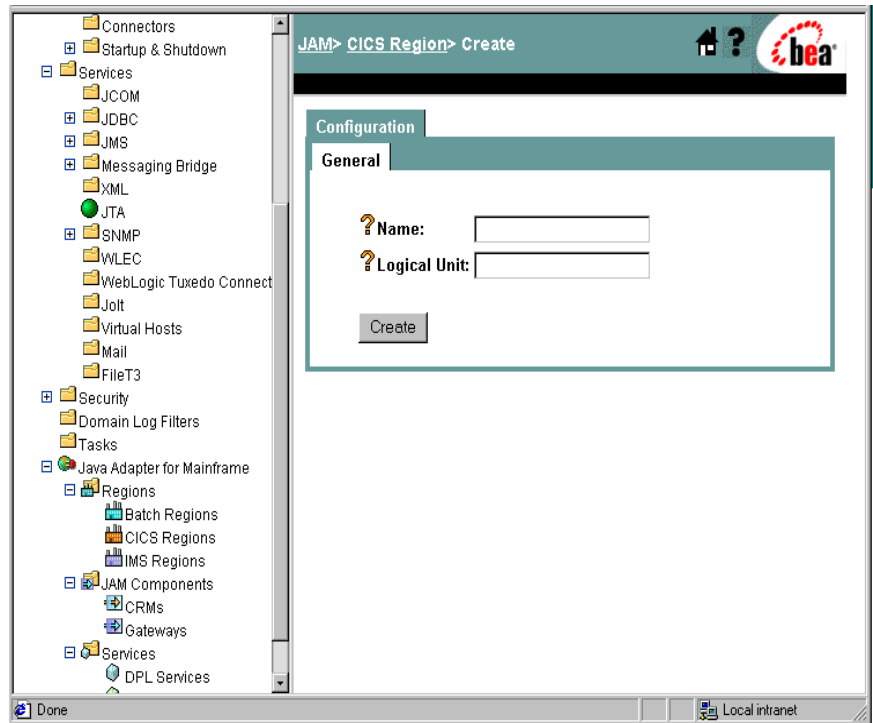 Connectors
Startup & Shutdown
Services
JCOM
JDBC
JMS
Messaging Bridge
XML
JTA
SNMP
WLEC
WebLogic Tuxedo Connect
Jolt
Virtual Hosts
Mail
FileT3
Security
Domain Log Filters
Tasks
Java Adapter for Mainframe
Regions
Batch Regions
CICS Regions
IMS Regions
JAM Components
CRMs
Gateways
Services
DPL Services
JAM> CICS Region> Create
?
bea
Configuration
General
?Name:
?Logical Unit:
Create
Done
Local intranet